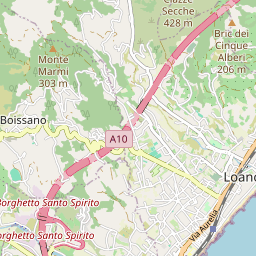 Ciazze
Secche
428 m
Bric dei
Cinque
Alberi
206 m
Monte
Marmi
303 m
Boissano
A10
Loano
Borghetto Santo Spirito
Borghetto Santo Spirito
Via Aurelia